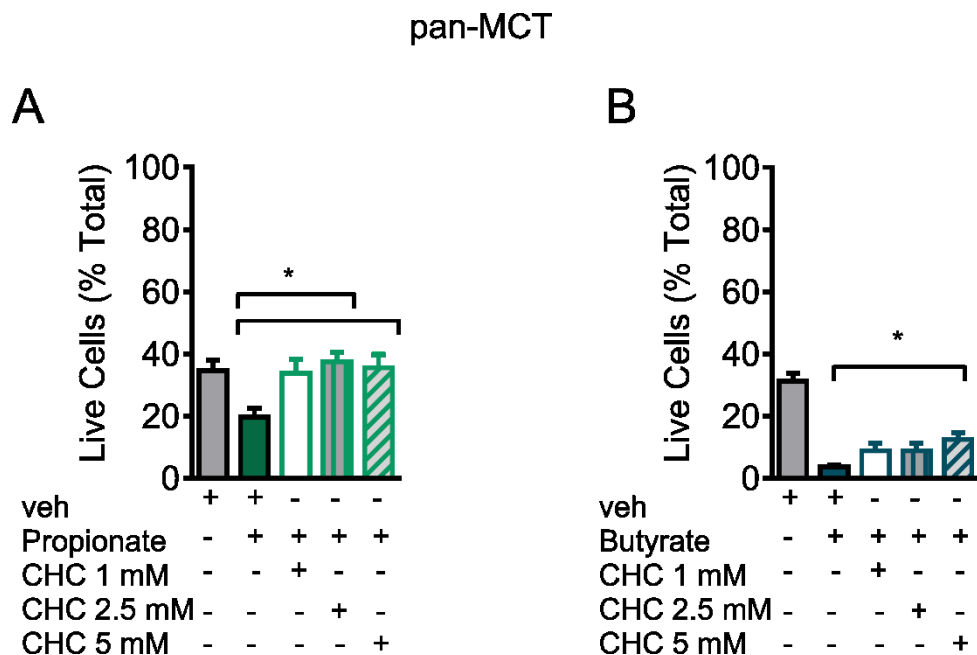 pan-MCT
A
Live Cells (% Total)
100
80
60
40
20
0
*
veh + + - - -
Propionate - + + + +
CHC 1 mM - - + - -
CHC 2.5 mM - - - + -
CHC 5 mM - - - - +
B
Live Cells (% Total)
100
80
60
40
20
0
*
veh + + - - -
Butyrate - + + + +
CHC 1 mM - - + - -
CHC 2.5 mM - - - + -
CHC 5 mM - - - - +